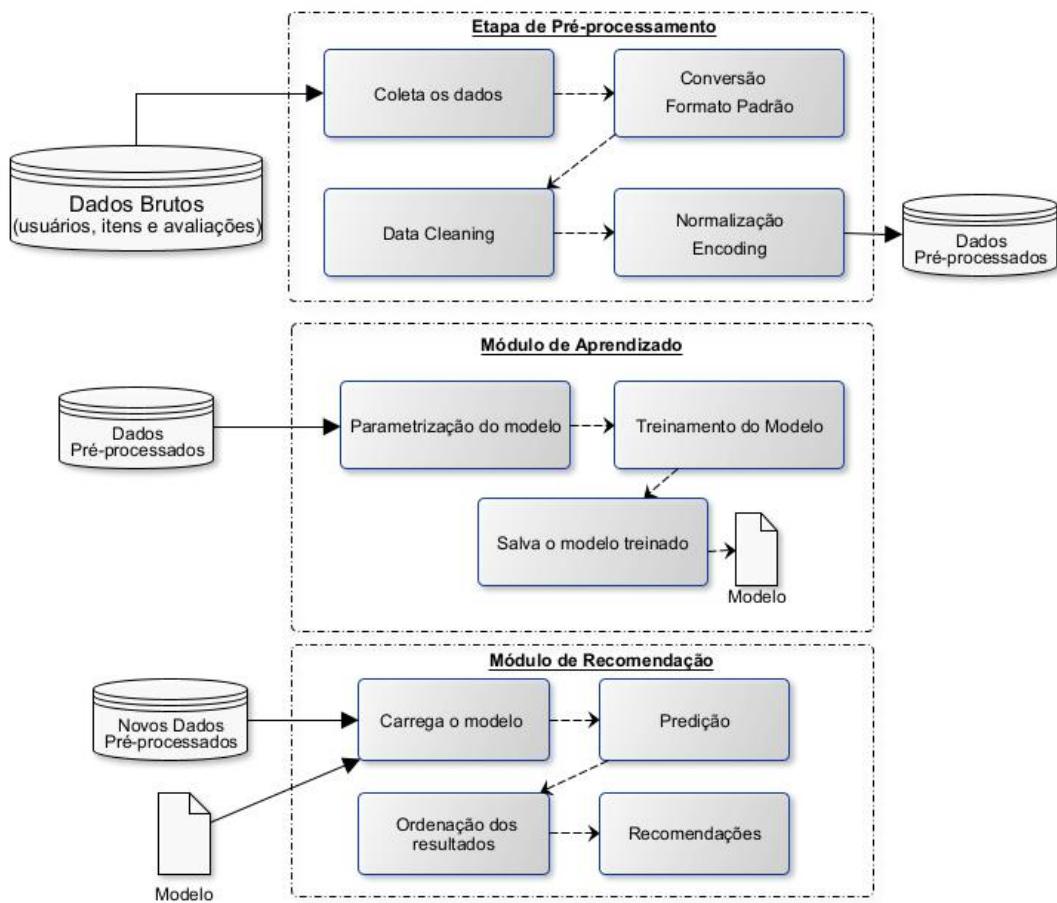 Etapa de Pré-processamento
Coleta os dados
Conversão
Formato Padrão
Dados Brutos
(usuários, itens e avaliações)
Data Cleaning
Normalização
Encoding
Dados
Pré-processados
Módulo de Aprendizado
Dados
Pré-processados
Parametrização do modelo
Treinamento do Modelo
Salva o modelo treinado
Modelo
Módulo de Recomendação
Novos Dados
Pré-processados
Carrega o modelo
Predição
Modelo
Ordenação dos
resultados
Recomendações